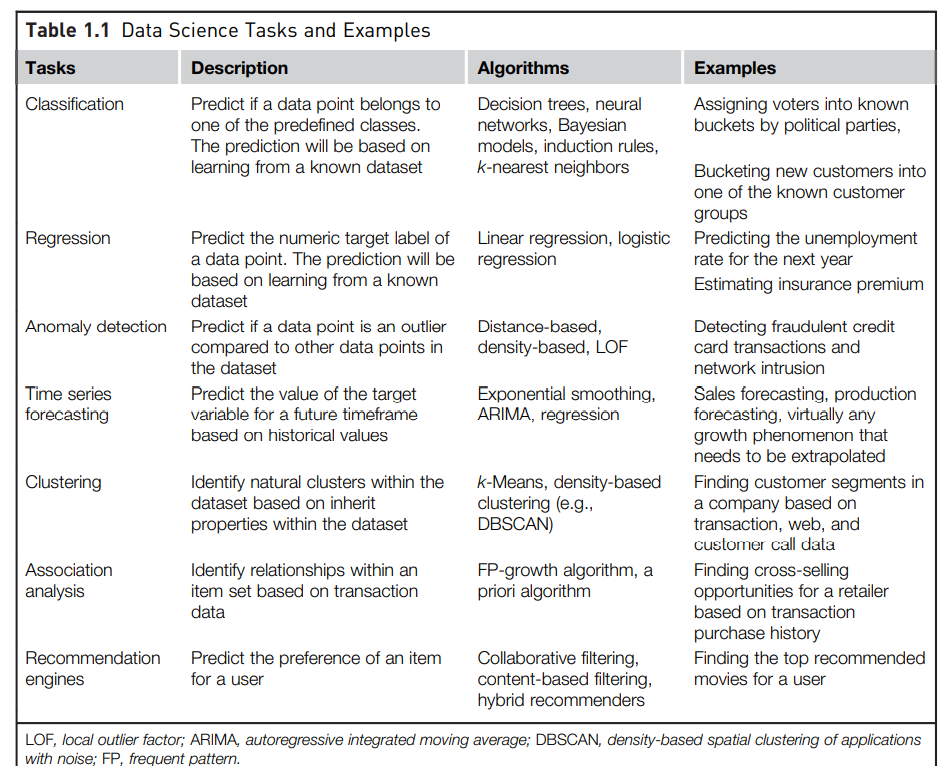 Table 1.1 Data Science Tasks and Examples
Tasks Description Algorithms Examples
Classification Predict if a data point belongs to Decision trees, neural Assigning voters into known
one of the predefined classes. networks, Bayesian buckets by political parties,
The prediction will be based on models, induction rules,
learning from a known dataset k-nearest neighbors Bucketing new customers into
one of the known customer
groups
Regression Predict the numeric target label of Linear regression, logistic Predicting the unemployment
a data point. The prediction will be regression rate for the next year
based on learning from a known Estimating insurance premium
dataset
Anomaly detection Predict if a data point is an outlier Distance-based, Detecting fraudulent credit
compared to other data points in density-based, LOF card transactions and
the dataset network intrusion
Time series Predict the value of the target Exponential smoothing, Sales forecasting, production
forecasting variable for a future timeframe ARIMA, regression forecasting, virtually any
based on historical values growth phenomenon that
needs to be extrapolated
Clustering Identify natural clusters within the k-Means, density-based Finding customer segments in
dataset based on inherit clustering (e.g., a company based on
properties within the dataset DBSCAN) transaction, web, and
customer call data
Association Identify relationships within an FP-growth algorithm, a Finding cross-selling
analysis item set based on transaction priori algorithm opportunities for a retailer
data based on transaction
purchase history
Recommendation Predict the preference of an item Collaborative filtering, Finding the top recommended
engines for a user content-based filtering, movies for a user
hybrid recommenders
LOF, local outlier factor; ARIMA, autoregressive integrated moving average; DBSCAN, density-based spatial clustering of applications
with noise; FP, frequent pattern.